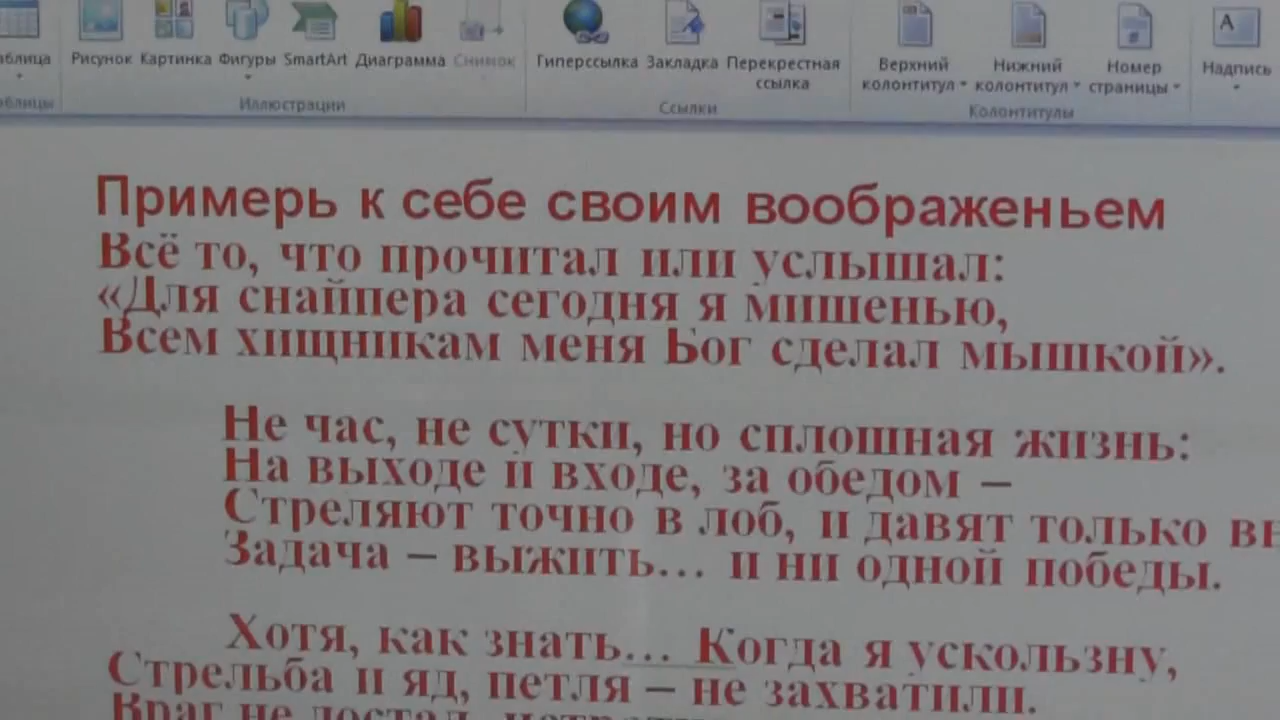 Рисунок Картинка Фигуры SmartArt Диаграмма Снимок Гиперссылка Закладка Перекрестная ссылка Верхний колонтитул Нижний колонтитул Номер страницы Надпись
Иллюстрации Ссылки Колонтитулы
Примерь к себе своим воображеньем
Всё то, что прочитал или услышал:
«Для снайпера сегодня я мишенью,
Всем хищникам меня Бог сделал мышкой».
Не час, не сутки, но сплошная жизнь:
На выходе и входе, за обедом –
Стреляют точно в лоб, и давят только
Задача – выжить... и ни одной победы.
Хотя, как знать... Когда я ускользну,
Стрельба и яд, петля – не захватили.
Враг не достал